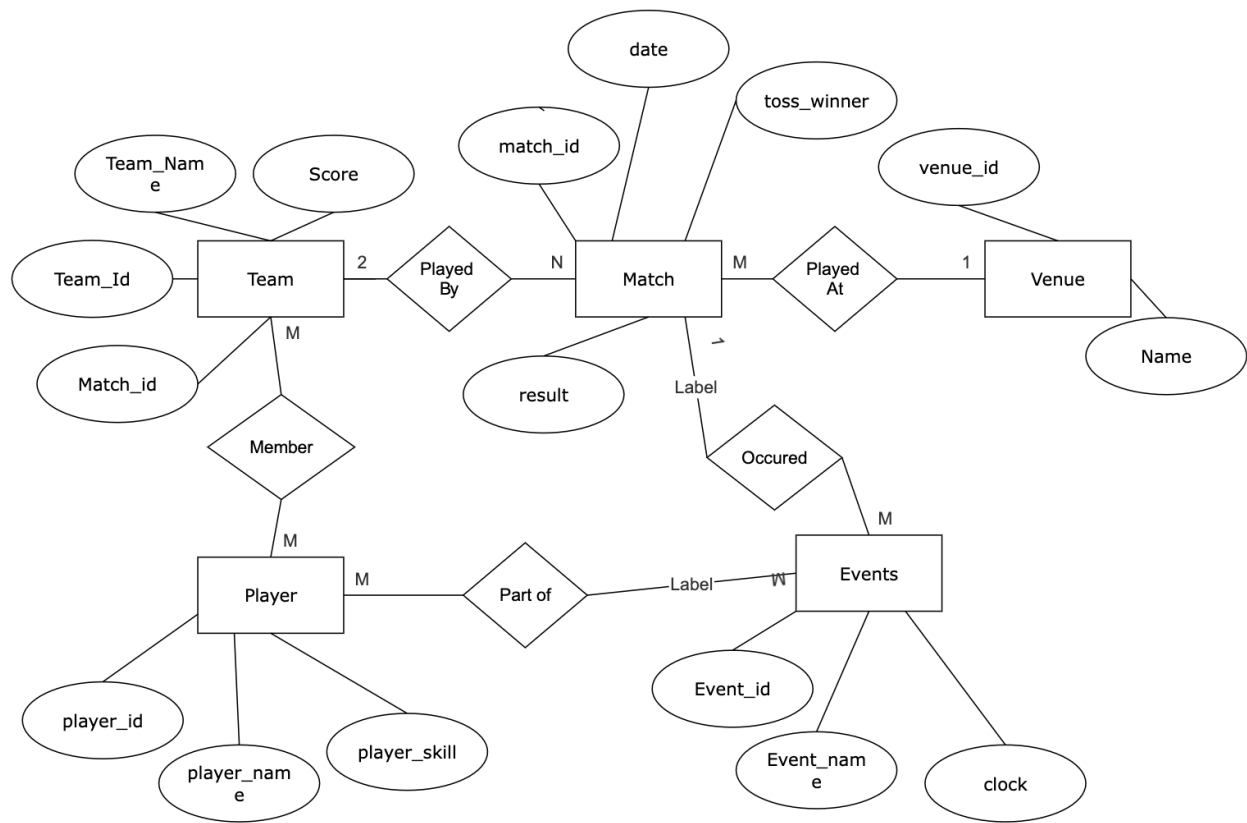 date
toss_winner
match_id
venue_id
Team_Nam
e
Score
Team_Id
Team
2
Played
By
N
Match
M
Played
At
1
Venue
Name
Match_id
M
result
1
Label
Member
Occured
M
M
Player
M
Part of
Label
M
Events
Event_id
player_id
player_nam
e
player_skill
Event_nam
e
clock